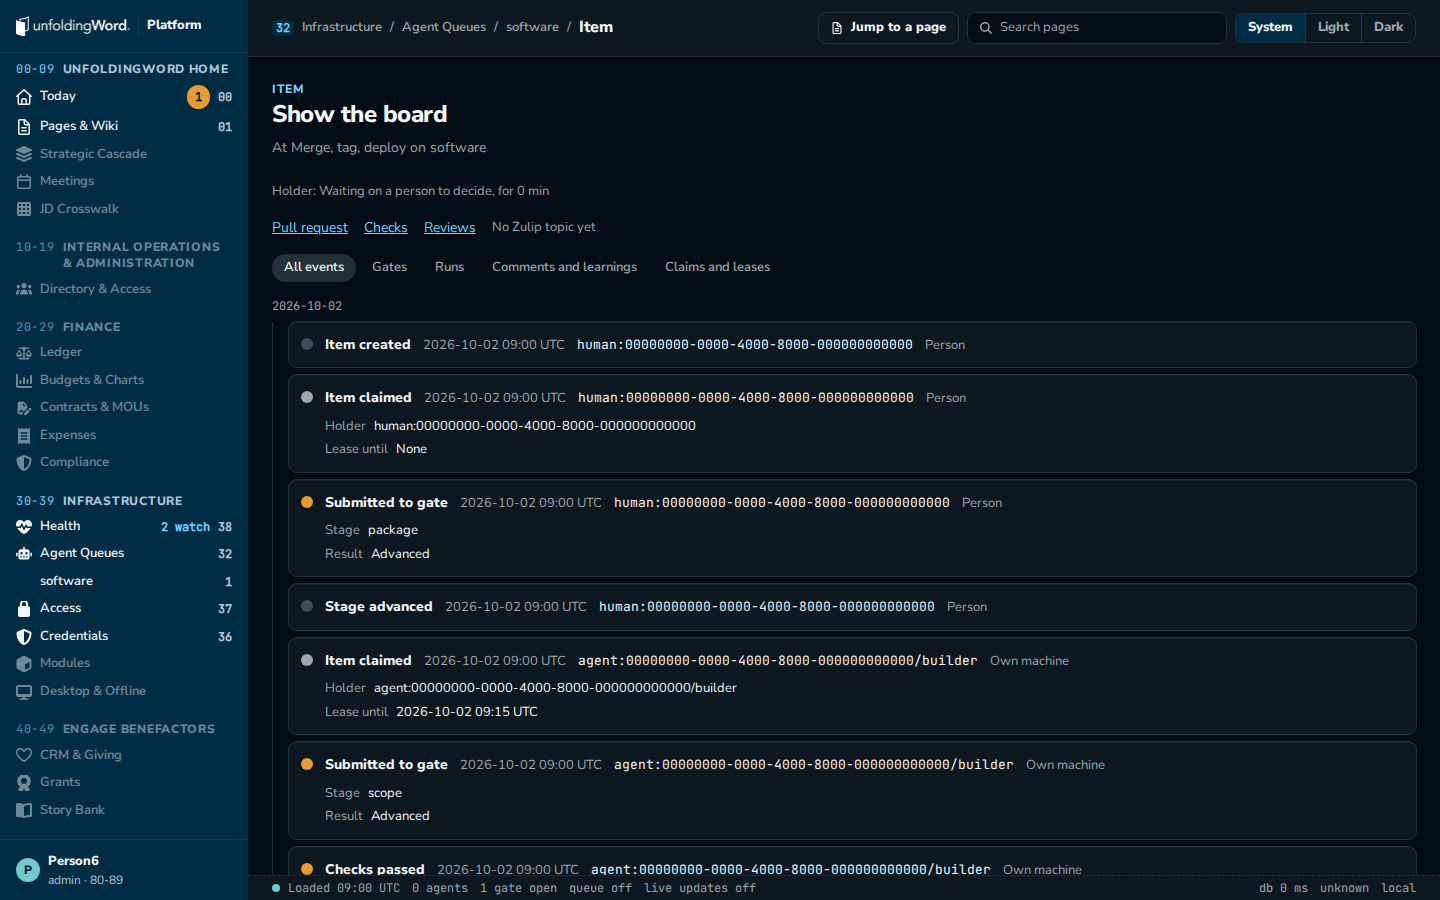 unfoldingWord. Platform
32 Infrastructure / Agent Queues / software / Item
Jump to a page
Search pages
System Light Dark
00-09 UNFOLDINGWORD HOME
Today 1 00
Pages & Wiki 01
Strategic Cascade
Meetings
JD Crosswalk
10-19 INTERNAL OPERATIONS
& ADMINISTRATION
Directory & Access
20-29 FINANCE
Ledger
Budgets & Charts
Contracts & MOUs
Expenses
Compliance
30-39 INFRASTRUCTURE
Health 2 watch 38
Agent Queues 32
software 1
Access 37
Credentials 36
Modules
Desktop & Offline
40-49 ENGAGE BENEFACTORS
CRM & Giving
Grants
Story Bank
P Person6
admin · 80-89
ITEM
Show the board
At Merge, tag, deploy on software
Holder: Waiting on a person to decide, for 0 min
Pull request Checks Reviews No Zulip topic yet
All events Gates Runs Comments and learnings Claims and leases
2026-10-02
Item created 2026-10-02 09:00 UTC human:00000000-0000-4000-8000-000000000000 Person
Item claimed 2026-10-02 09:00 UTC human:00000000-0000-4000-8000-000000000000 Person
Holder human:00000000-0000-4000-8000-000000000000
Lease until None
Submitted to gate 2026-10-02 09:00 UTC human:00000000-0000-4000-8000-000000000000 Person
Stage package
Result Advanced
Stage advanced 2026-10-02 09:00 UTC human:00000000-0000-4000-8000-000000000000 Person
Item claimed 2026-10-02 09:00 UTC agent:00000000-0000-4000-8000-000000000000/builder Own machine
Holder agent:00000000-0000-4000-8000-000000000000/builder
Lease until 2026-10-02 09:15 UTC
Submitted to gate 2026-10-02 09:00 UTC agent:00000000-0000-4000-8000-000000000000/builder Own machine
Stage scope
Result Advanced
Checks passed 2026-10-02 09:00 UTC agent:00000000-0000-4000-8000-000000000000/builder Own machine
Loaded 09:00 UTC 0 agents 1 gate open queue off live updates off db 0 ms unknown local